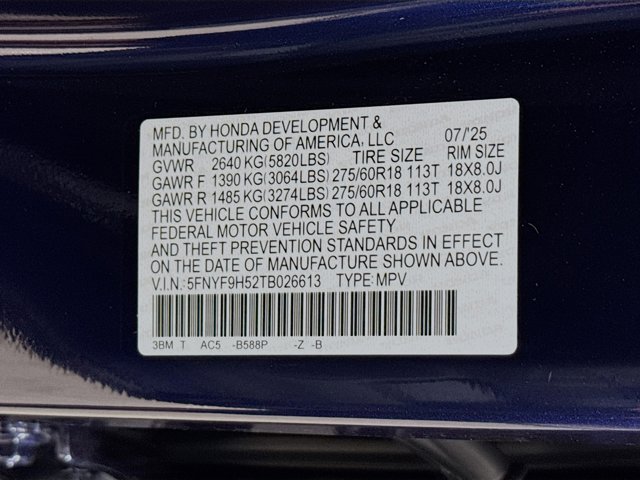 MFD. BY HONDA DEVELOPMENT &
MANUFACTURING OF AMERICA, LLC 07/'25
GVWR 2640 KG(5820LBS) TIRE SIZE RIM SIZE
GAWR F 1390 KG(3064LBS) 275/60R18 113T 18X8.0J
GAWR R 1485 KG(3274LBS) 275/60R18 113T 18X8.0J
THIS VEHICLE CONFORMS TO ALL APPLICABLE
FEDERAL MOTOR VEHICLE SAFETY
AND THEFT PREVENTION STANDARDS IN EFFECT
ON THE DATE OF MANUFACTURE SHOWN ABOVE.
V.I.N.:5FNYF9H52TB026613 TYPE:MPV
3BM T AC5 -B588P -Z -B